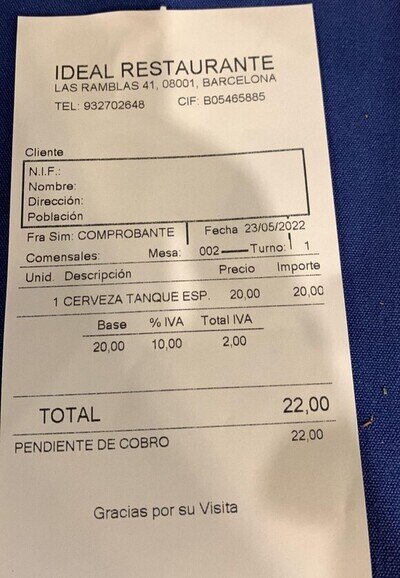 IDEAL RESTAURANTE
LAS RAMBLAS 41, 08001, BARCELONA
TEL: 932702648 CIF: B05465885
Cliente
N.I.F.:
Nombre:
Dirección:
Población
Fra Sim: COMPROBANTE Fecha 23/05/2022
Comensales: Mesa: 002 Turno: 1
Unid. Descripción Precio Importe
1 CERVEZA TANQUE ESP. 20,00 20,00
Base % IVA Total IVA
20,00 10,00 2,00
TOTAL 22,00
PENDIENTE DE COBRO 22,00
Gracias por su Visita